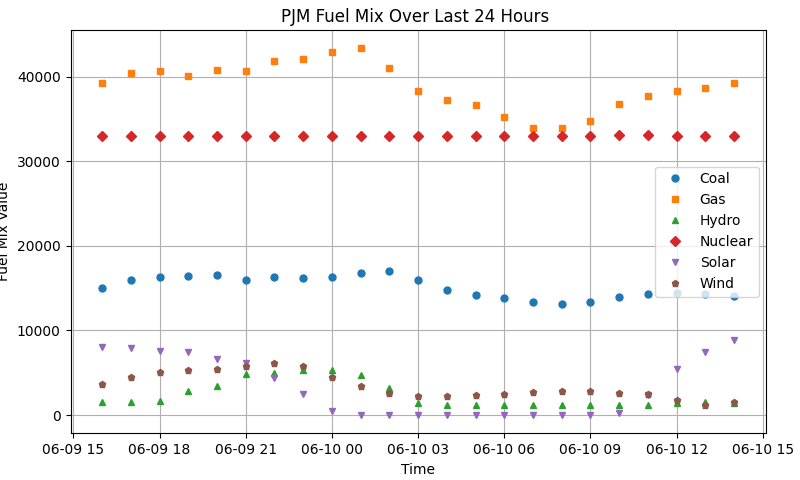 PJM Fuel Mix Over Last 24 Hours
40000
30000
20000
10000
0
Fuel Mix Value
Coal
Gas
Hydro
Nuclear
Solar
Wind
06-09 15 06-09 18 06-09 21 06-10 00 06-10 03 06-10 06 06-10 09 06-10 12 06-10 15
Time